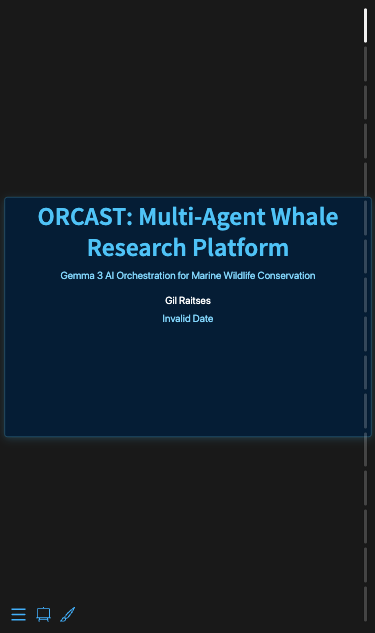 ORCAST: Multi-Agent Whale
Research Platform
Gemma 3 AI Orchestration for Marine Wildlife Conservation
Gil Raitses
Invalid Date